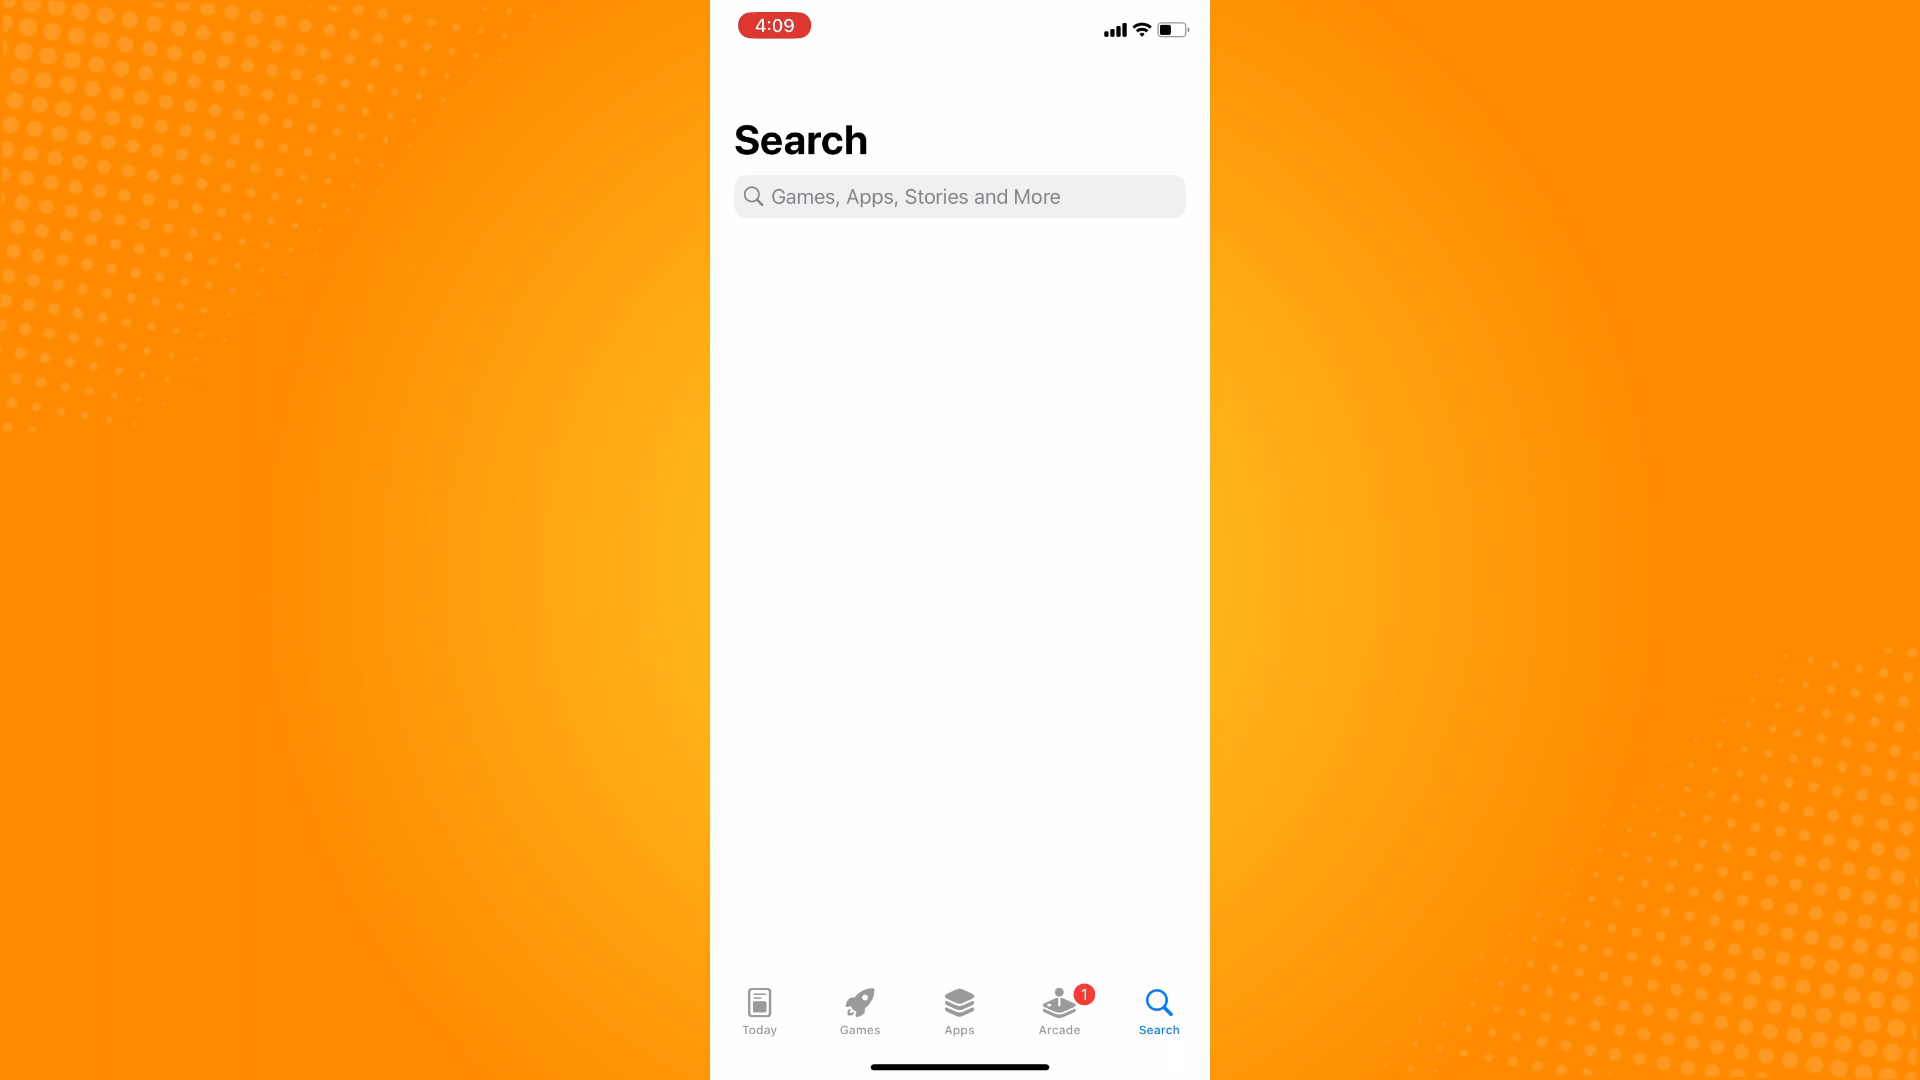 4:09
Search
Games, Apps, Stories and More
1
Today
Games
Apps
Arcade
Search